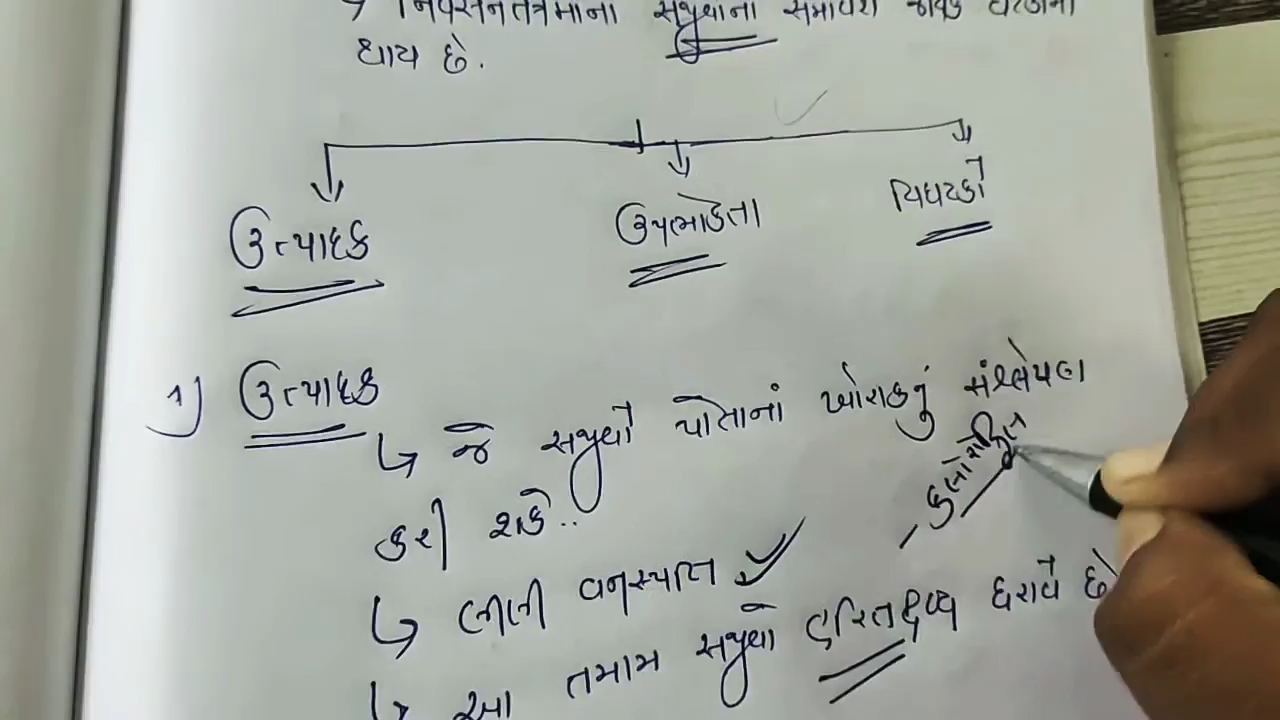 → નિવસનતંત્રમાના સજીવોના સમાવેશ જૈવિક ઘટકોમાં
થાય છે.
ઉત્પાદક ઉપભોક્તા વિઘટકો
1) ઉત્પાદક
↳ જે સજીવો પોતાનાં ખોરાકનું સંશ્લેષણ
કરી શકે..
- ક્લોરોફિલ
↳ લીલી વનસ્પતિ ✓
↳ આ તમામ સજીવો હરિતદ્રવ્ય ધરાવે છે